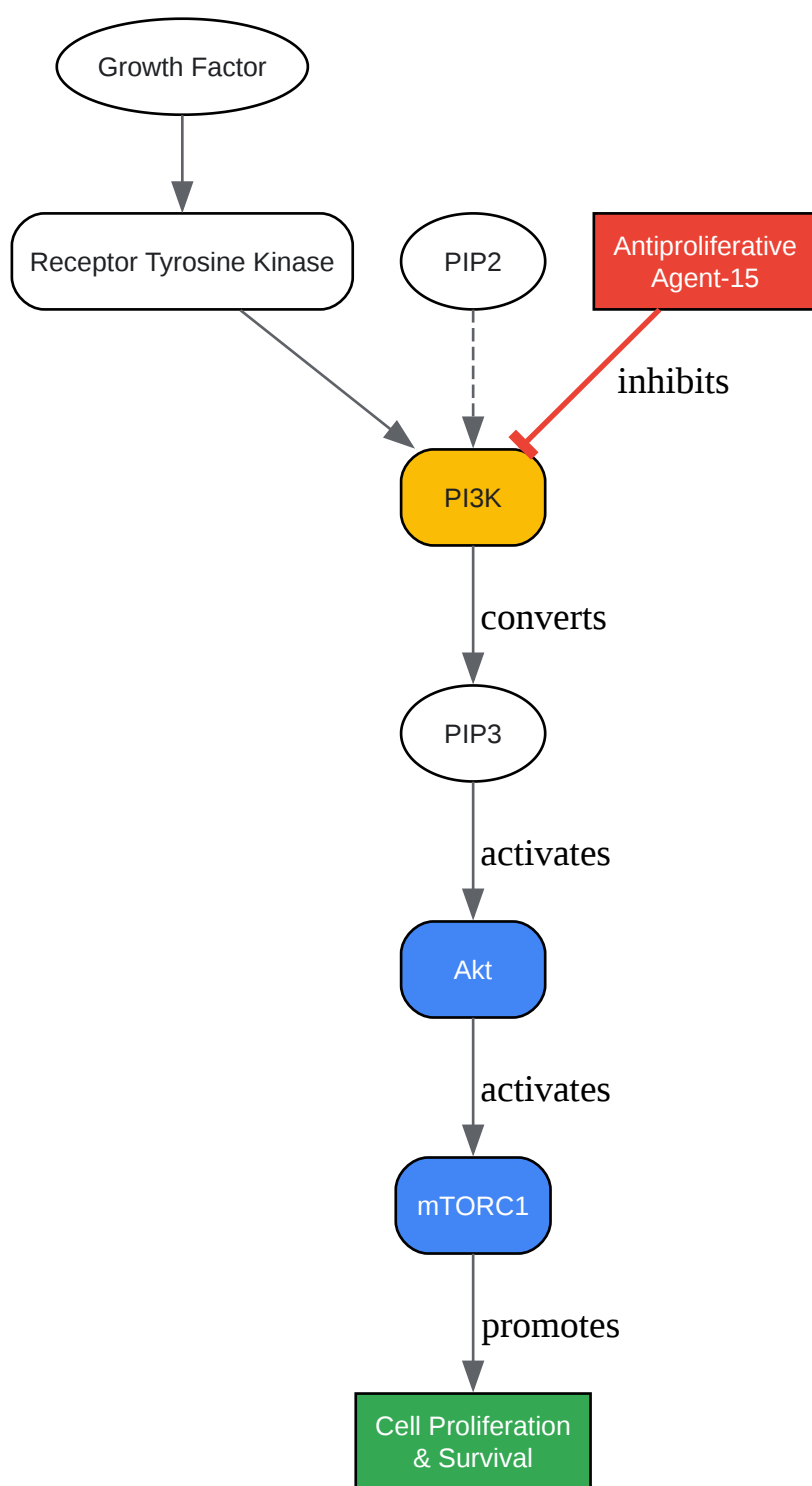 Growth Factor
Receptor Tyrosine Kinase
PIP2
Antiproliferative
Agent-15
inhibits
PI3K
converts
PIP3
activates
Akt
activates
mTORC1
promotes
Cell Proliferation
& Survival